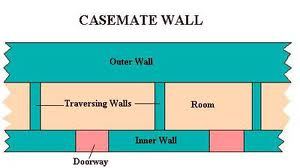 CASEMATE WALL
Outer Wall
Traversing Walls
Room
Inner Wall
Doorway